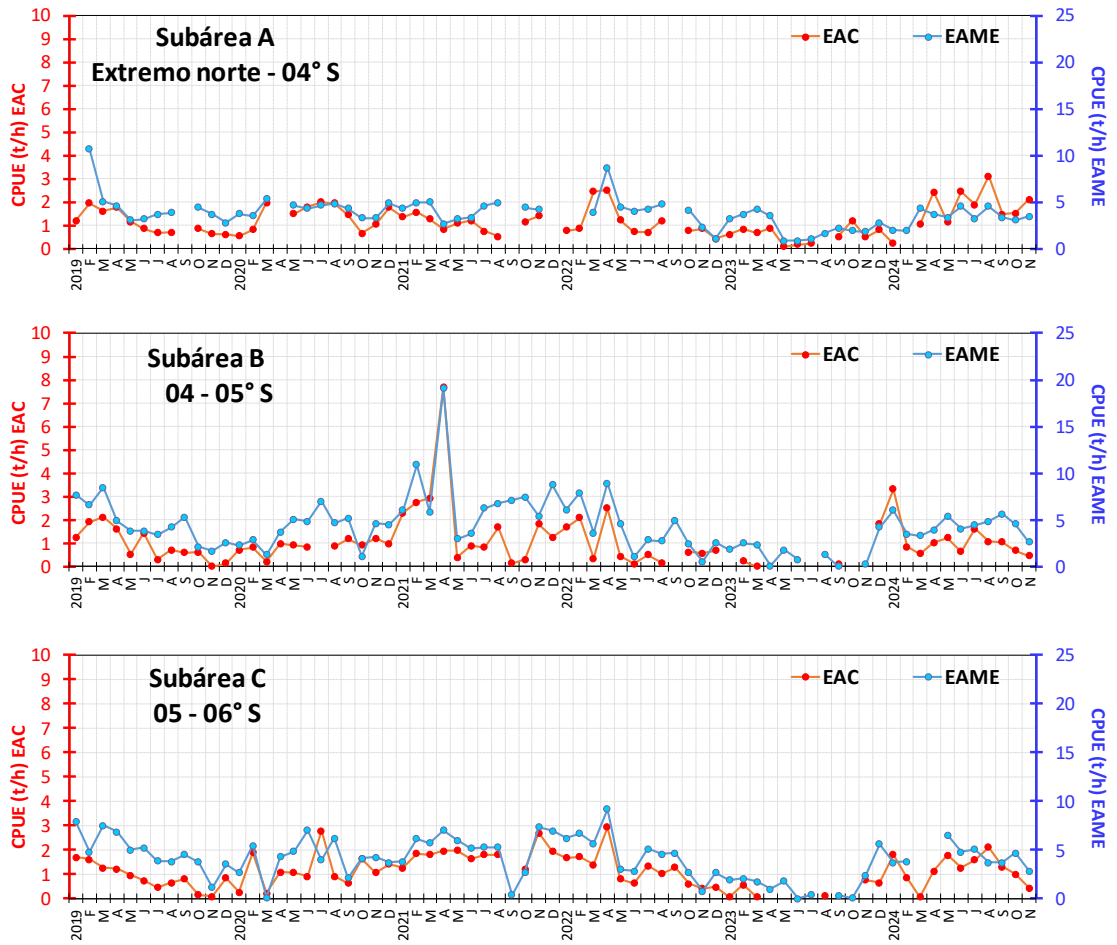 CPUE (t/h) EAC
10
9
8
7
6
5
4
3
2
1
0
Subárea A
Extremo norte - 04° S
EAC
EAME
25
20
15
10
5
0
CPUE (t/h) EAME
2019 F M A M J J A S O N D 2020 F M A M J J A S O N D 2021 F M A M J J A S O N D 2022 F M A M J J A S O N D 2023 F M A M J J A S O N D 2024 F M A M J J A S O N
CPUE (t/h) EAC
10
9
8
7
6
5
4
3
2
1
0
Subárea B
04 - 05° S
EAC
EAME
25
20
15
10
5
0
CPUE (t/h) EAME
2019 F M A M J J A S O N D 2020 F M A M J J A S O N D 2021 F M A M J J A S O N D 2022 F M A M J J A S O N D 2023 F M A M J J A S O N D 2024 F M A M J J A S O N
CPUE (t/h) EAC
10
9
8
7
6
5
4
3
2
1
0
Subárea C
05 - 06° S
EAC
EAME
25
20
15
10
5
0
CPUE (t/h) EAME
2019 F M A M J J A S O N D 2020 F M A M J J A S O N D 2021 F M A M J J A S O N D 2022 F M A M J J A S O N D 2023 F M A M J J A S O N D 2024 F M A M J J A S O N